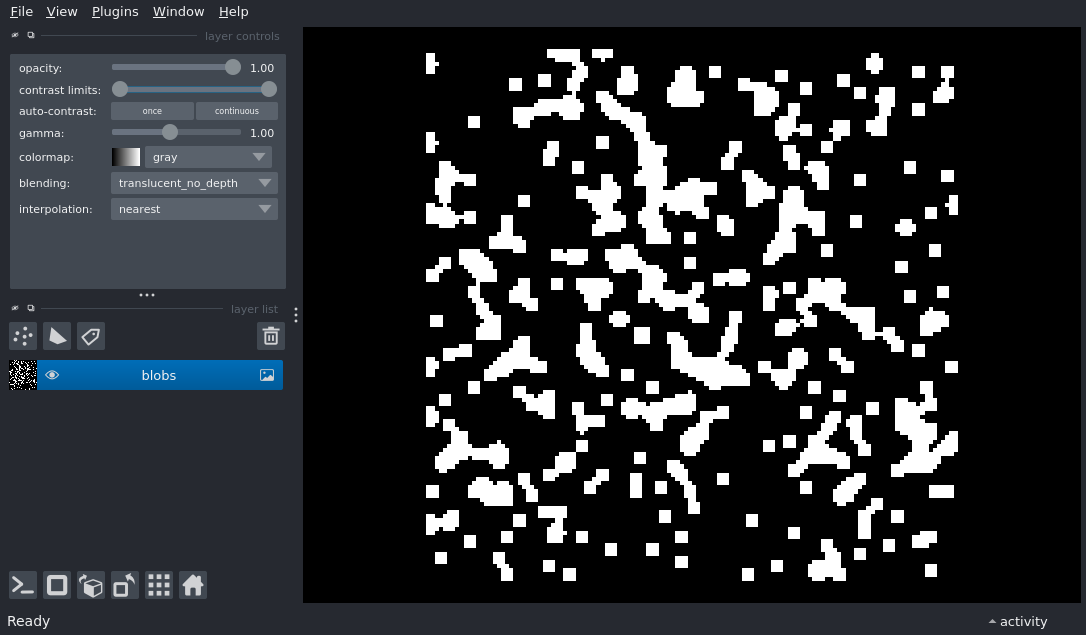 File View Plugins Window Help
layer controls
opacity: 1.00
contrast limits:
auto-contrast: once continuous
gamma: 1.00
colormap: gray
blending: translucent_no_depth
interpolation: nearest
layer list
blobs
Ready
activity